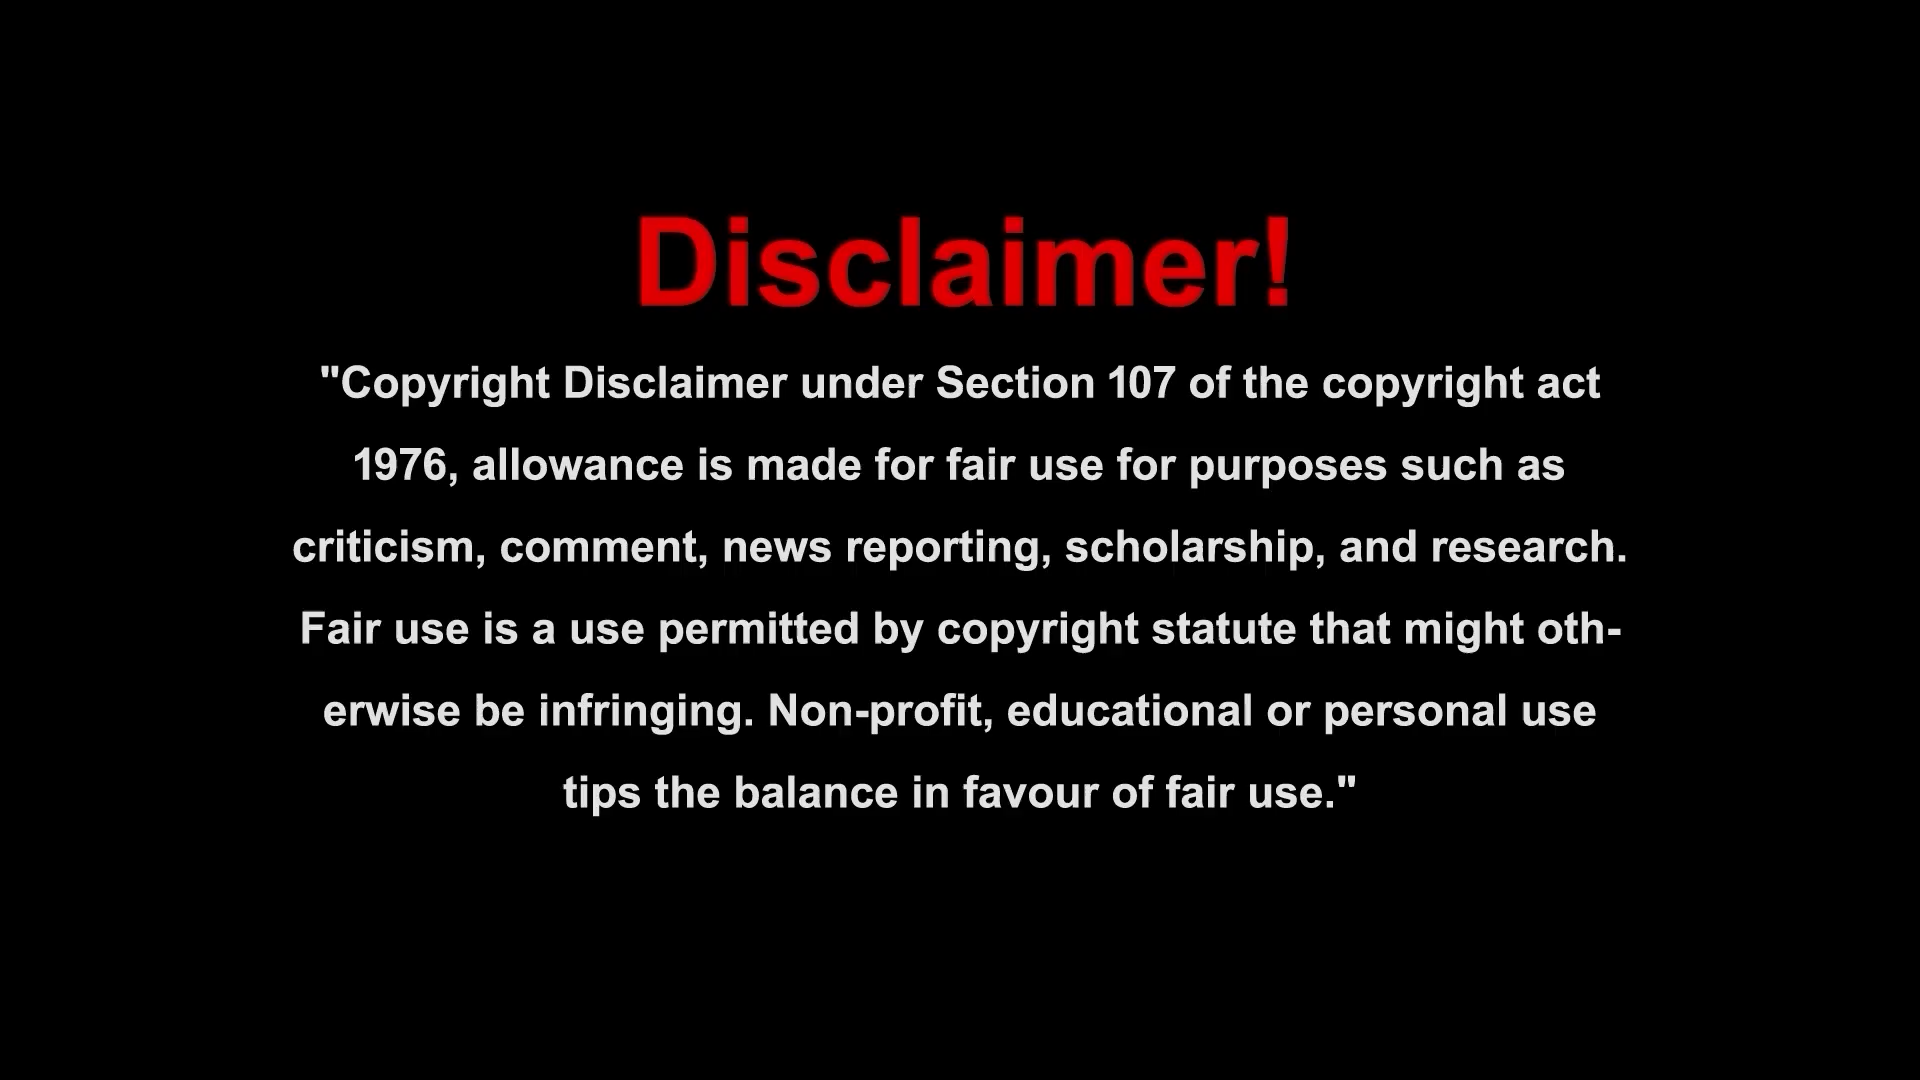 Disclaimer!
"Copyright Disclaimer under Section 107 of the copyright act
1976, allowance is made for fair use for purposes such as
criticism, comment, news reporting, scholarship, and research.
Fair use is a use permitted by copyright statute that might oth-
erwise be infringing. Non-profit, educational or personal use
tips the balance in favour of fair use."